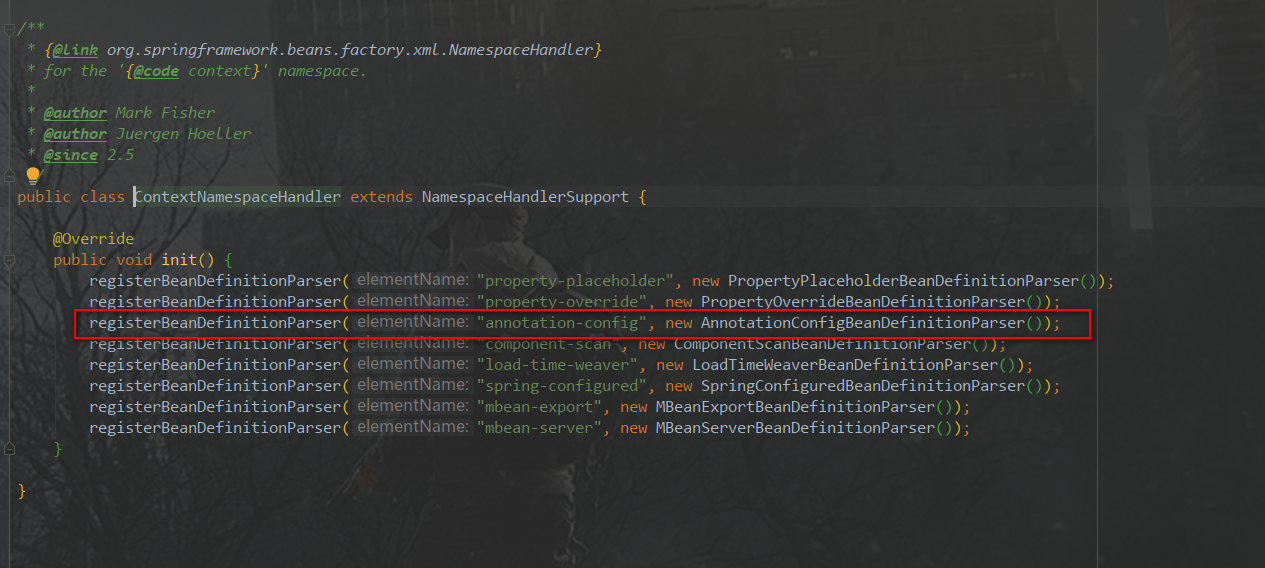 /**
* {@link org.springframework.beans.factory.xml.NamespaceHandler}
* for the '{@code context}' namespace.
*
* @author Mark Fisher
* @author Juergen Hoeller
* @since 2.5
/
public class ContextNamespaceHandler extends NamespaceHandlerSupport {
@Override
public void init() {
registerBeanDefinitionParser( elementName: "property-placeholder", new PropertyPlaceholderBeanDefinitionParser());
registerBeanDefinitionParser( elementName: "property-override", new PropertyOverrideBeanDefinitionParser());
registerBeanDefinitionParser( elementName: "annotation-config", new AnnotationConfigBeanDefinitionParser());
registerBeanDefinitionParser( elementName: "component-scan", new ComponentScanBeanDefinitionParser());
registerBeanDefinitionParser( elementName: "load-time-weaver", new LoadTimeWeaverBeanDefinitionParser());
registerBeanDefinitionParser( elementName: "spring-configured", new SpringConfiguredBeanDefinitionParser());
registerBeanDefinitionParser( elementName: "mbean-export", new MBeanExportBeanDefinitionParser());
registerBeanDefinitionParser( elementName: "mbean-server", new MBeanServerBeanDefinitionParser());
}
}